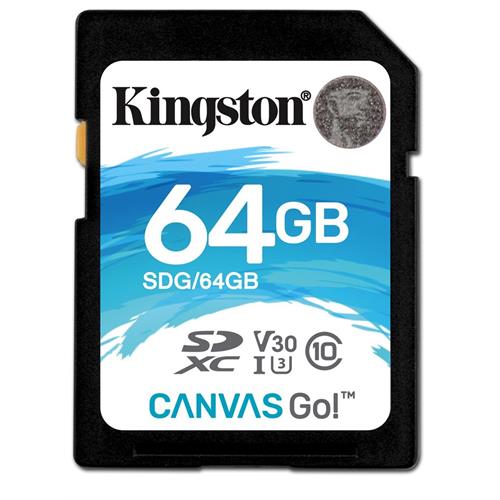 Kingston®
64GB
SDG/64GB
SD XC V30 I U3 10
CANVAS Go!™